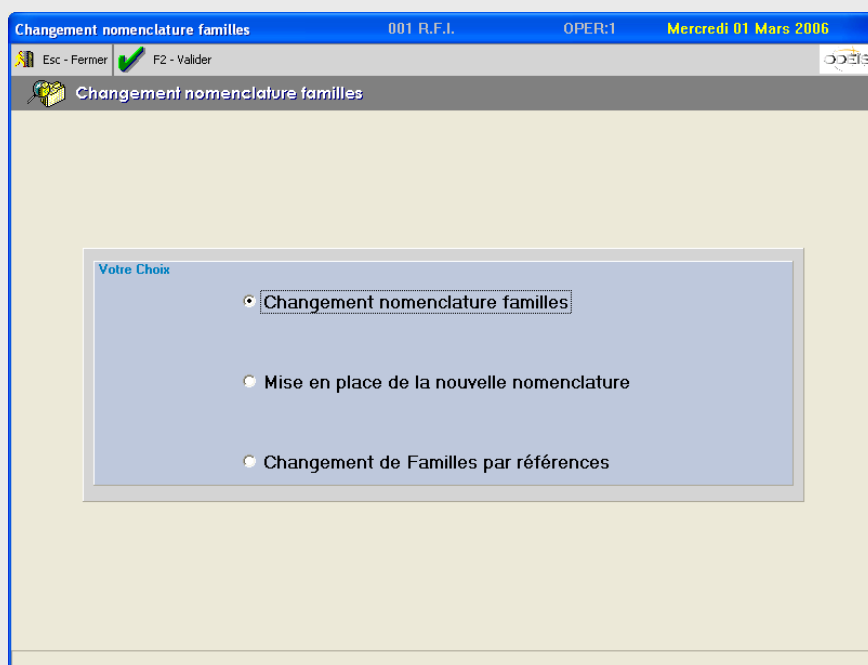 Changement nomenclature familles 001 R.F.I. OPER:1 Mercredi 01 Mars 2006
Esc - Fermer F2 - Valider
Changement nomenclature familles
Votre Choix
Changement nomenclature familles
Mise en place de la nouvelle nomenclature
Changement de Familles par références